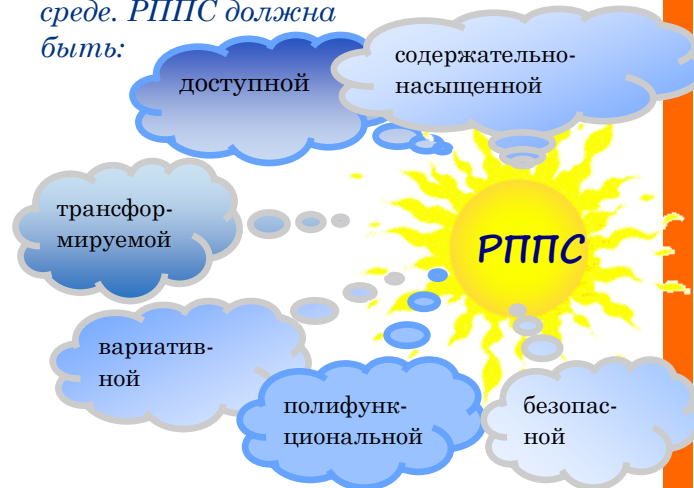 среде. РППС должна
быть:
доступной
содержательно-
насыщенной
трансфор-
мируемой
РППС
вариатив-
ной
полифунк-
циональной
безопас-
ной